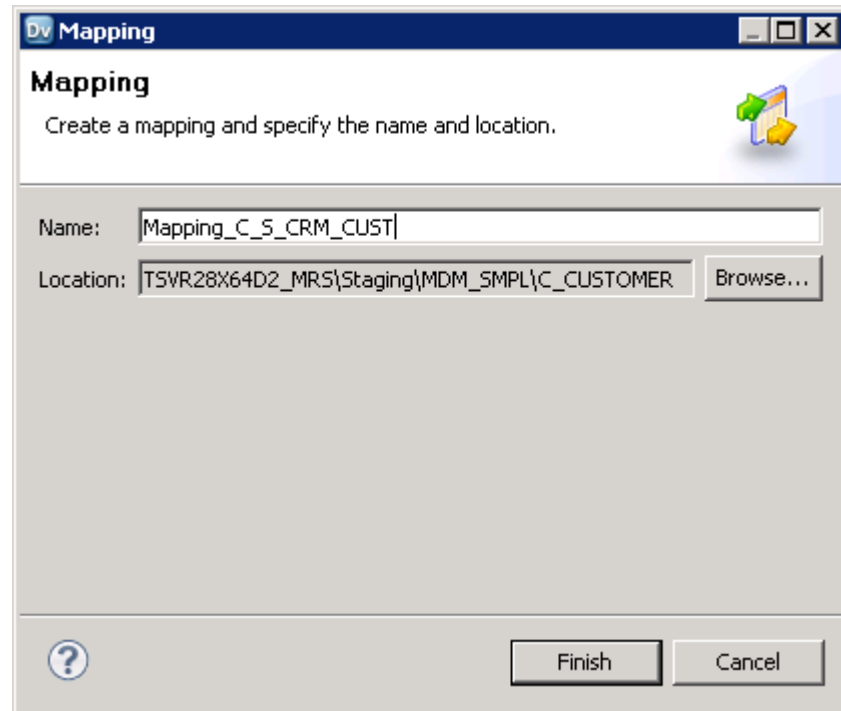 Dv Mapping
Mapping
Create a mapping and specify the name and location.
Name: Mapping_C_S_CRM_CUST
Location: TSVR28X64D2_MRS\Staging\MDM_SMPL\C_CUSTOMER Browse...
? Finish Cancel